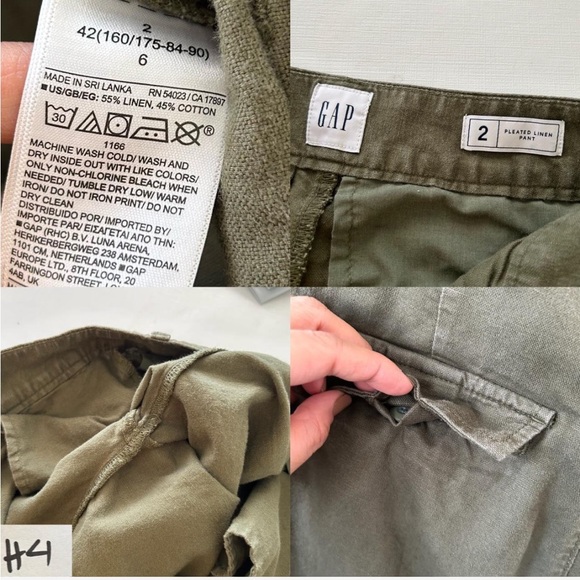 2
42(160/175-84-90)
6
MADE IN SRI LANKA RN 54023 / CA 17897
■US/GB/EG: 55% LINEN, 45% COTTON
30
1166
MACHINE WASH COLD/ WASH AND
DRY INSIDE OUT WITH LIKE COLORS/
ONLY NON-CHLORINE BLEACH WHEN
NEEDED/ TUMBLE DRY LOW/ WARM
IRON/ DO NOT IRON PRINT/ DO NOT
DRY CLEAN
DISTRIBUIDO POR/ IMPORTED BY/
IMPORTE PAR/ ΕΙΣΑΓΕΤΑΙ ΑΠΟ ΤΗΝ:
■GAP (RHC) B.V. LUNA ARENA,
HERIKERBERGWEG 238 AMSTERDAM,
1101 CM, NETHERLANDS ■GAP
EUROPE LTD., 8TH FLOOR, 20
FARRINGDON STREET,
4AB, UK
GAP
2
PLEATED LINEN
PANT
#4